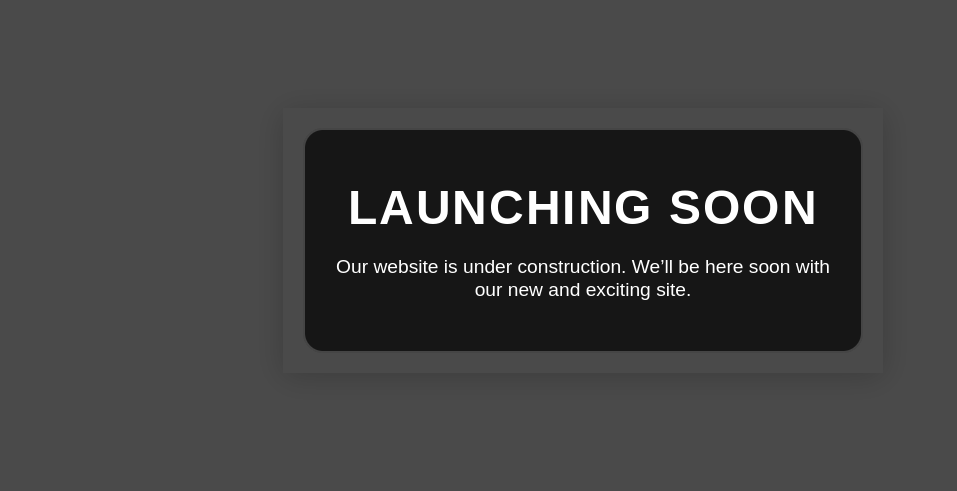 LAUNCHING SOON
Our website is under construction. We’ll be here soon with
our new and exciting site.